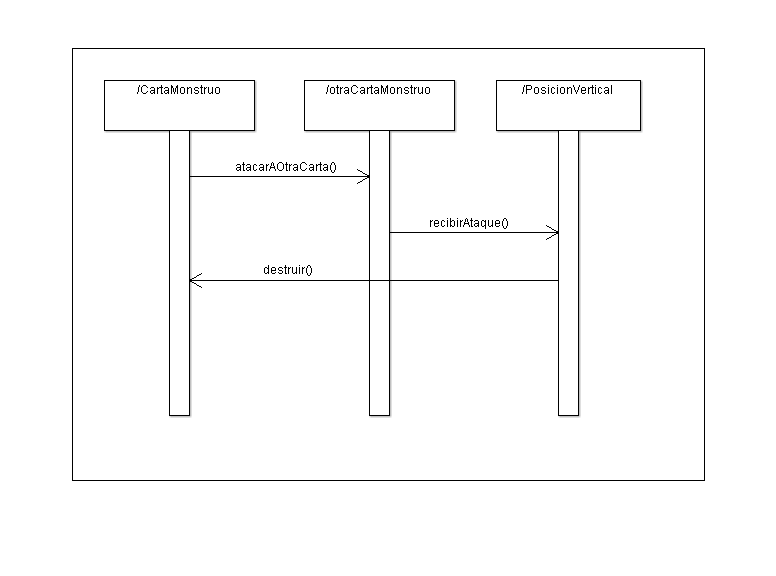 /CartaMonstruo
/otraCartaMonstruo
/PosicionVertical
atacarAOtraCarta()
recibirAtaque()
destruir()